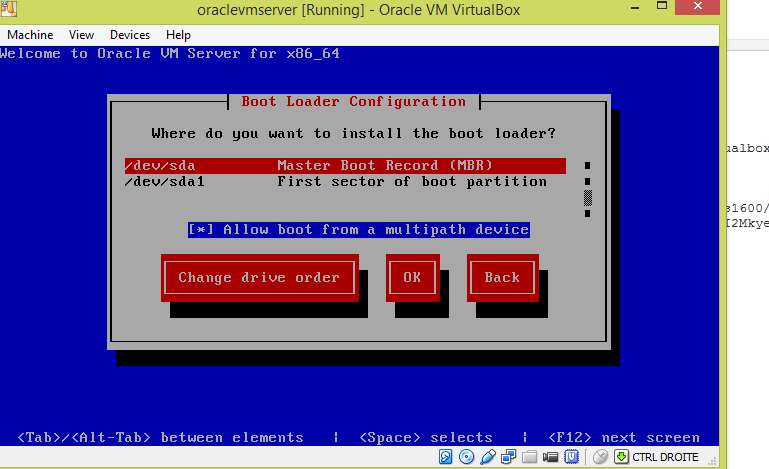 oraclevmserver [Running] - Oracle VM VirtualBox
Machine View Devices Help
Welcome to Oracle VM Server for x86_64
Boot Loader Configuration
Where do you want to install the boot loader?
/dev/sda Master Boot Record (MBR)
/dev/sda1 First sector of boot partition
[*] Allow boot from a multipath device
Change drive order OK Back
<Tab>/<Alt-Tab> between elements | <Space> selects | <F12> next screen
CTRL DROITE
ualbox
s1600/
I2Mkye